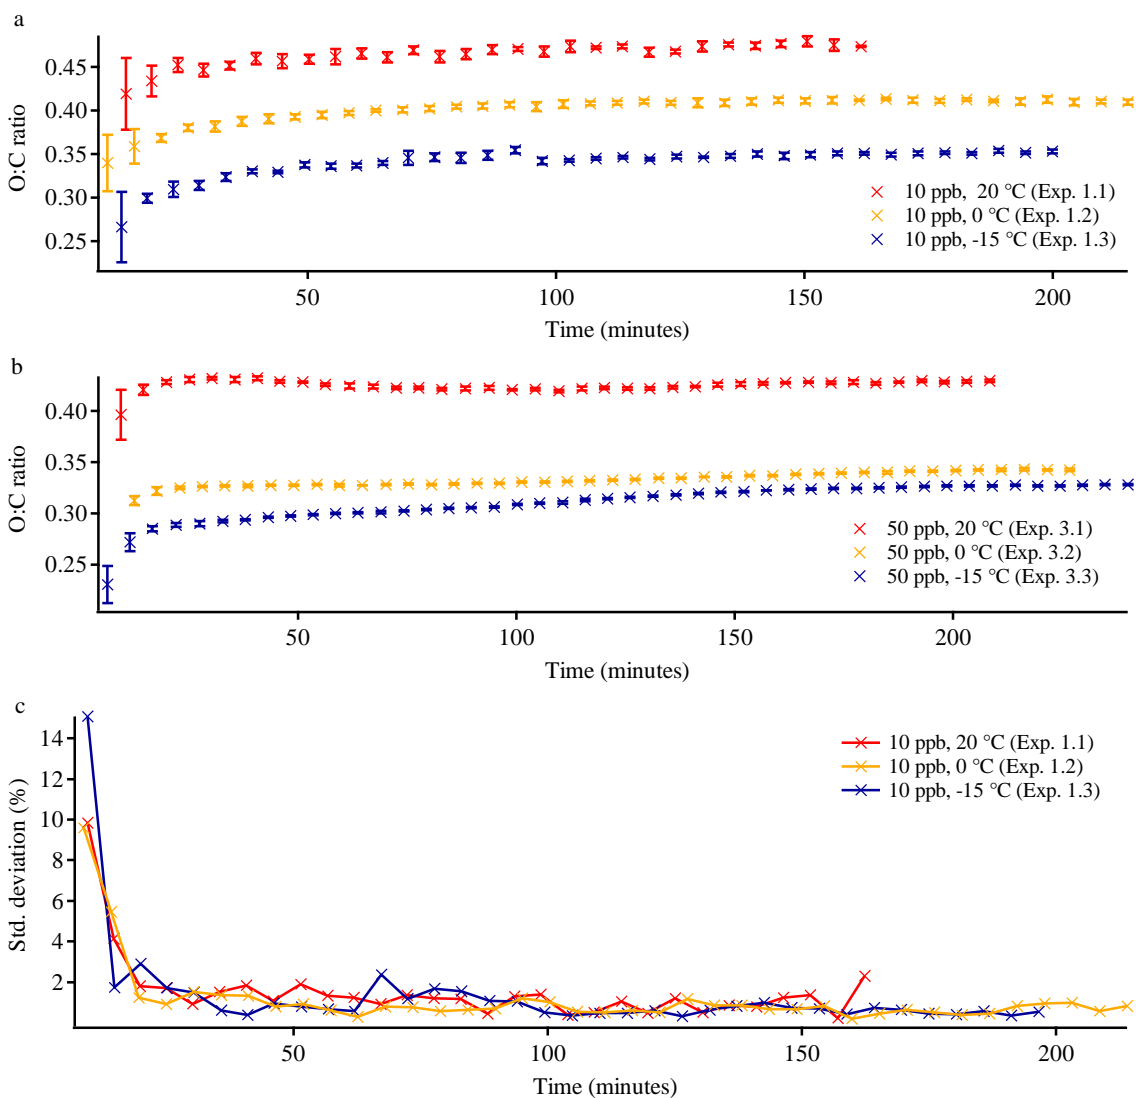 a
O:C ratio
0.45
0.40
0.35
0.30
0.25
10 ppb, 20 °C (Exp. 1.1)
10 ppb, 0 °C (Exp. 1.2)
10 ppb, -15 °C (Exp. 1.3)
50
100
150
200
Time (minutes)
b
O:C ratio
0.40
0.35
0.30
0.25
50 ppb, 20 °C (Exp. 3.1)
50 ppb, 0 °C (Exp. 3.2)
50 ppb, -15 °C (Exp. 3.3)
50
100
150
200
Time (minutes)
c
Std. deviation (%)
14
12
10
8
6
4
2
10 ppb, 20 °C (Exp. 1.1)
10 ppb, 0 °C (Exp. 1.2)
10 ppb, -15 °C (Exp. 1.3)
50
100
150
200
Time (minutes)